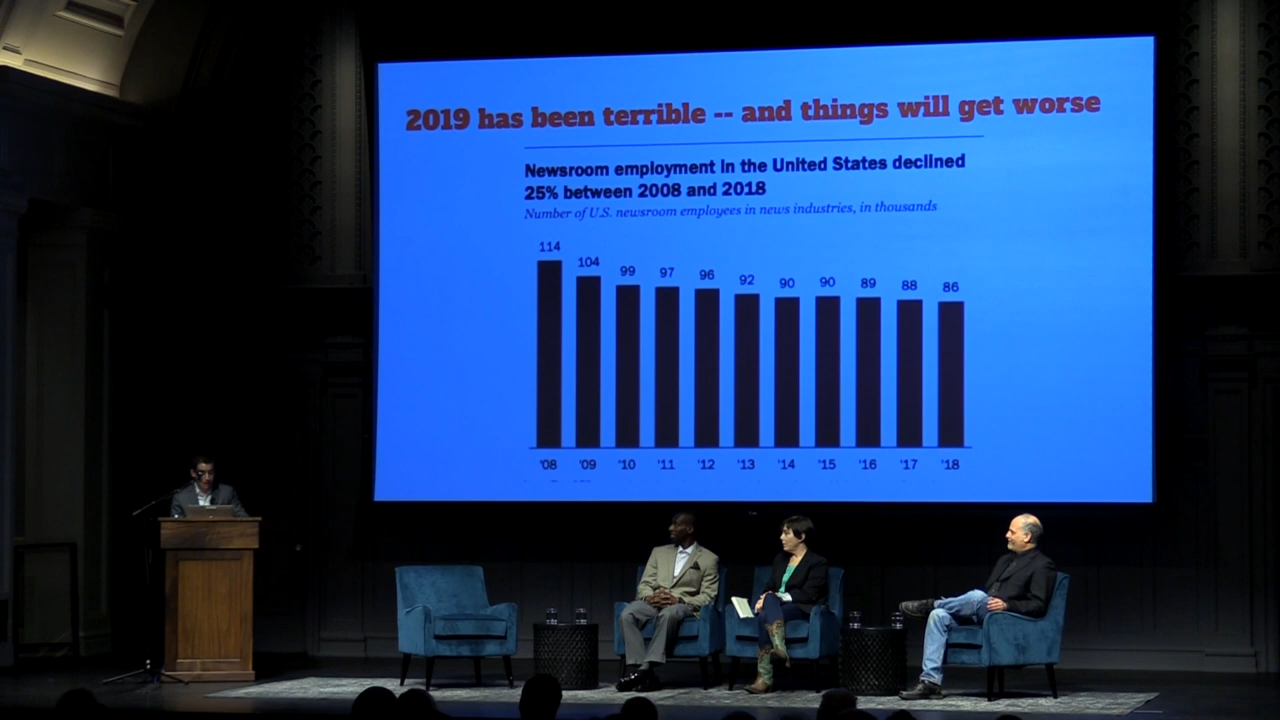 2019 has been terrible -- and things will get worse
Newsroom employment in the United States declined
25% between 2008 and 2018
Number of U.S. newsroom employees in news industries, in thousands
114 104 99 97 96 92 90 90 89 88 86
'08 '09 '10 '11 '12 '13 '14 '15 '16 '17 '18